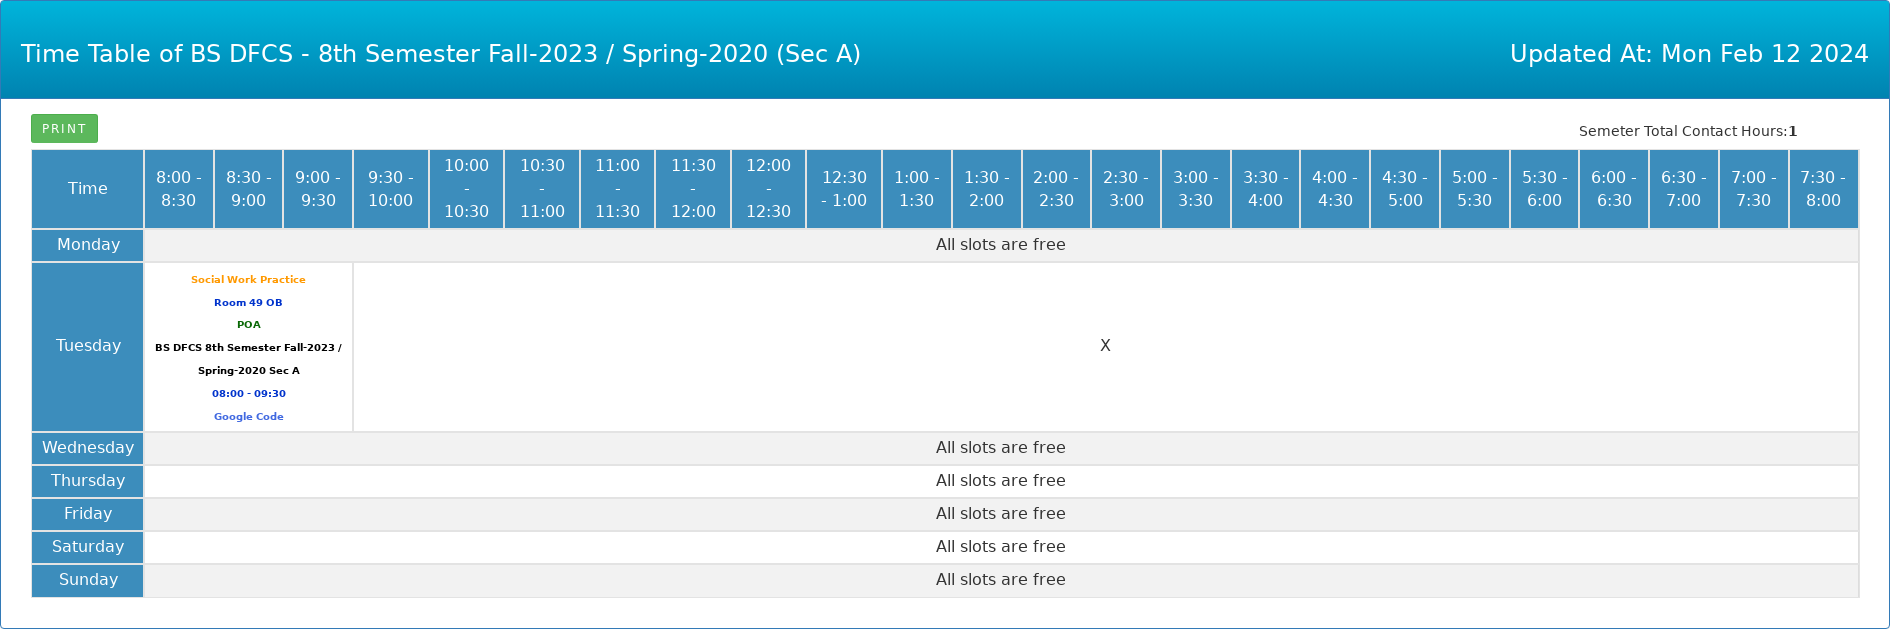 Time Table of BS DFCS - 8th Semester Fall-2023 / Spring-2020 (Sec A)
Updated At: Mon Feb 12 2024
PRINT
Semeter Total Contact Hours:1
Time
8:00 -
8:30
8:30 -
9:00
9:00 -
9:30
9:30 -
10:00
10:00
-
10:30
10:30
-
11:00
11:00
-
11:30
11:30
-
12:00
12:00
-
12:30
12:30
- 1:00
1:00 -
1:30
1:30 -
2:00
2:00 -
2:30
2:30 -
3:00
3:00 -
3:30
3:30 -
4:00
4:00 -
4:30
4:30 -
5:00
5:00 -
5:30
5:30 -
6:00
6:00 -
6:30
6:30 -
7:00
7:00 -
7:30
7:30 -
8:00
Monday
All slots are free
Tuesday
Social Work Practice
Room 49 OB
POA
BS DFCS 8th Semester Fall-2023 /
Spring-2020 Sec A
08:00 - 09:30
Google Code
X
Wednesday
All slots are free
Thursday
All slots are free
Friday
All slots are free
Saturday
All slots are free
Sunday
All slots are free